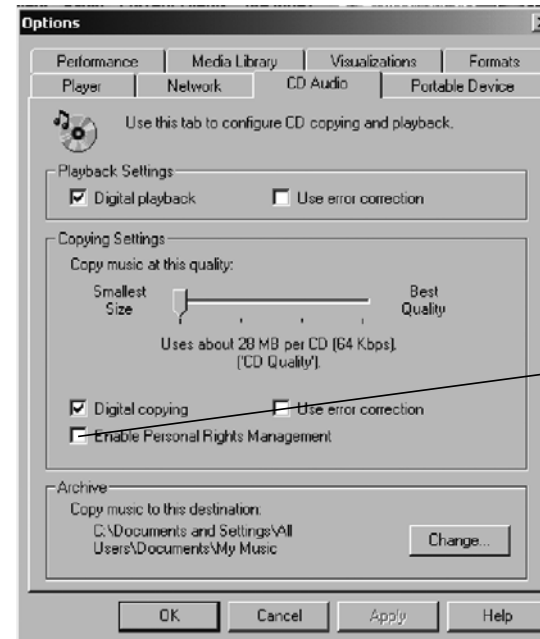 Options
Performance Media Library Visualizations Formats
Player Network CD Audio Portable Device
Use this tab to configure CD copying and playback.
Playback Settings
Digital playback Use error correction
Copying Settings
Copy music at this quality:
Smallest Size
Best Quality
Uses about 28 MB per CD (64 Kbps).
('CD Quality').
Digital copying Use error correction
Enable Personal Rights Management
Archive
Copy music to this destination:
C:\Documents and Settings\All
Users\Documents\My Music
Change...
OK Cancel Apply Help